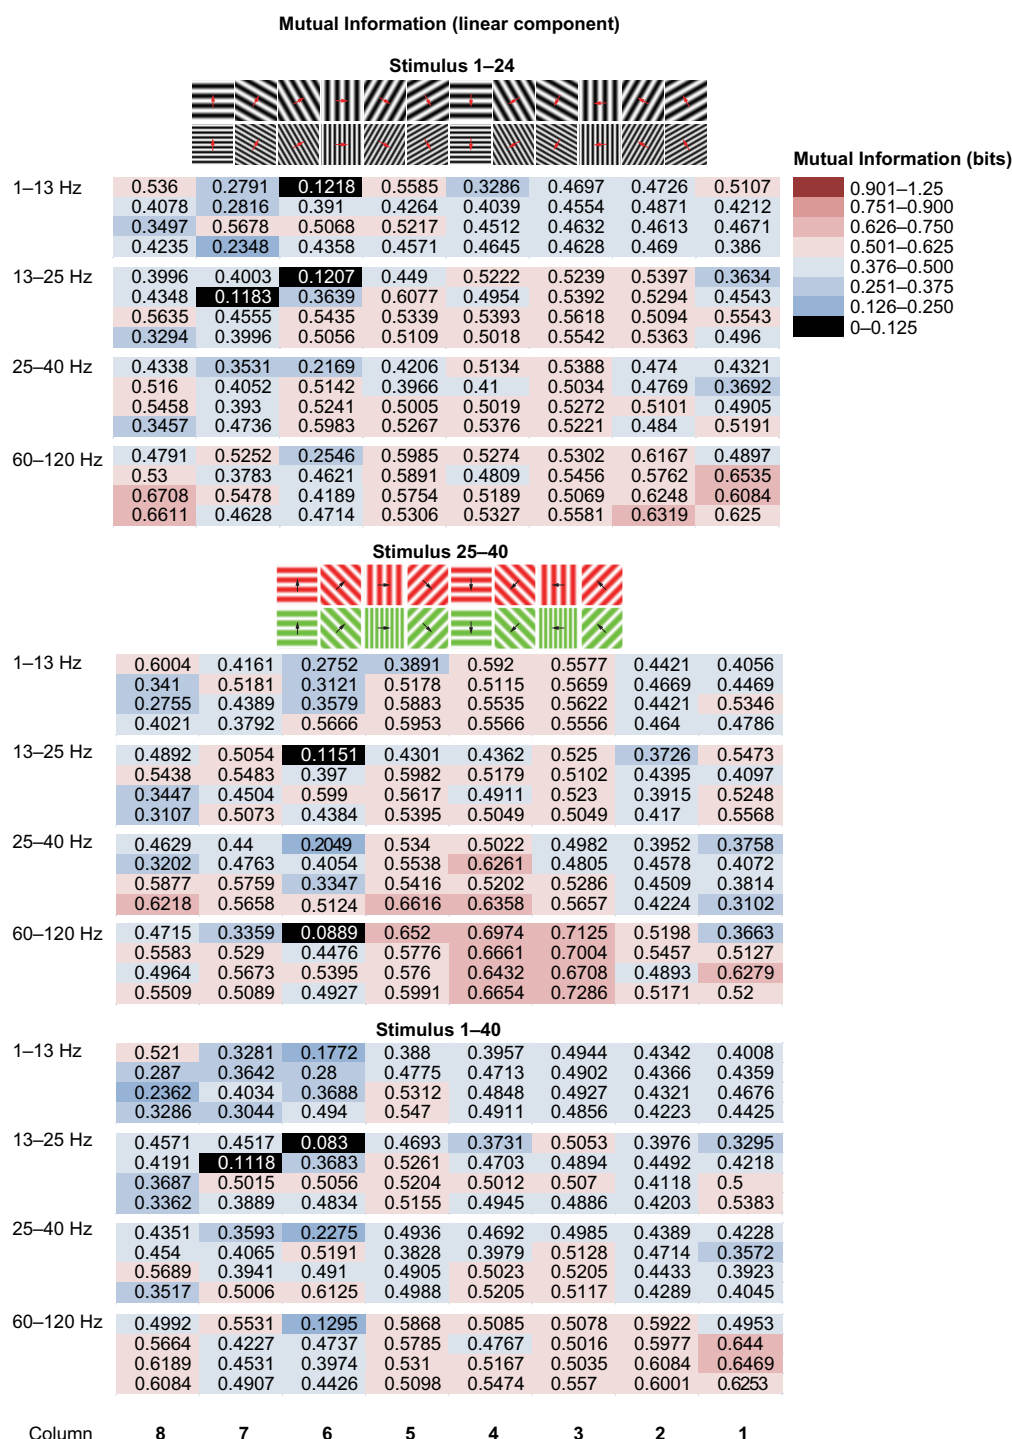 Mutual Information (linear component)
Stimulus 1–24
Mutual Information (bits)
0.901–1.25
0.751–0.900
0.626–0.750
0.501–0.625
0.376–0.500
0.251–0.375
0.126–0.250
0–0.125
1–13 Hz 0.536 0.2791 0.1218 0.5585 0.3286 0.4697 0.4726 0.5107
0.4078 0.2816 0.391 0.4264 0.4039 0.4554 0.4871 0.4212
0.3497 0.5678 0.5068 0.5217 0.4512 0.4632 0.4613 0.4671
0.4235 0.2348 0.4358 0.4571 0.4645 0.4628 0.469 0.386
13–25 Hz 0.3996 0.4003 0.1207 0.449 0.5222 0.5239 0.5397 0.3634
0.4348 0.1183 0.3639 0.6077 0.4954 0.5392 0.5294 0.4543
0.5635 0.4555 0.5435 0.5339 0.5393 0.5618 0.5094 0.5543
0.3294 0.3996 0.5056 0.5109 0.5018 0.5542 0.5363 0.496
25–40 Hz 0.4338 0.3531 0.2169 0.4206 0.5134 0.5388 0.474 0.4321
0.516 0.4052 0.5142 0.3966 0.41 0.5034 0.4769 0.3692
0.5458 0.393 0.5241 0.5005 0.5019 0.5272 0.5101 0.4905
0.3457 0.4736 0.5983 0.5267 0.5376 0.5221 0.484 0.5191
60–120 Hz 0.4791 0.5252 0.2546 0.5985 0.5274 0.5302 0.6167 0.4897
0.53 0.3783 0.4621 0.5891 0.4809 0.5456 0.5762 0.6535
0.6708 0.5478 0.4189 0.5754 0.5189 0.5069 0.6248 0.6084
0.6611 0.4628 0.4714 0.5306 0.5327 0.5581 0.6319 0.625
Stimulus 25–40
1–13 Hz 0.6004 0.4161 0.2752 0.3891 0.592 0.5577 0.4421 0.4056
0.341 0.5181 0.3121 0.5178 0.5115 0.5659 0.4669 0.4469
0.2755 0.4389 0.3579 0.5883 0.5535 0.5622 0.4421 0.5346
0.4021 0.3792 0.5666 0.5953 0.5566 0.5556 0.464 0.4786
13–25 Hz 0.4892 0.5054 0.1151 0.4301 0.4362 0.525 0.3726 0.5473
0.5438 0.5483 0.397 0.5982 0.5179 0.5102 0.4395 0.4097
0.3447 0.4504 0.599 0.5617 0.4911 0.523 0.3915 0.5248
0.3107 0.5073 0.4384 0.5395 0.5049 0.5049 0.417 0.5568
25–40 Hz 0.4629 0.44 0.2049 0.534 0.5022 0.4982 0.3952 0.3758
0.3202 0.4763 0.4054 0.5538 0.6261 0.4805 0.4578 0.4072
0.5877 0.5759 0.3347 0.5416 0.5202 0.5286 0.4509 0.3814
0.6218 0.5658 0.5124 0.6616 0.6358 0.5657 0.4224 0.3102
60–120 Hz 0.4715 0.3359 0.0889 0.652 0.6974 0.7125 0.5198 0.3663
0.5583 0.529 0.4476 0.5776 0.6661 0.7004 0.5457 0.5127
0.4964 0.5673 0.5395 0.576 0.6432 0.6708 0.4893 0.6279
0.5509 0.5089 0.4927 0.5991 0.6654 0.7286 0.5171 0.52
Stimulus 1–40
1–13 Hz 0.521 0.3281 0.1772 0.388 0.3957 0.4944 0.4342 0.4008
0.287 0.3642 0.28 0.4775 0.4713 0.4902 0.4366 0.4359
0.2362 0.4034 0.3688 0.5312 0.4848 0.4927 0.4321 0.4676
0.3286 0.3044 0.494 0.547 0.4911 0.4856 0.4223 0.4425
13–25 Hz 0.4571 0.4517 0.083 0.4693 0.3731 0.5053 0.3976 0.3295
0.4191 0.1118 0.3683 0.5261 0.4703 0.4894 0.4492 0.4218
0.3687 0.5015 0.5056 0.5204 0.5012 0.507 0.4118 0.5
0.3362 0.3889 0.4834 0.5155 0.4945 0.4886 0.4203 0.5383
25–40 Hz 0.4351 0.3593 0.2275 0.4936 0.4692 0.4985 0.4389 0.4228
0.454 0.4065 0.5191 0.3828 0.3979 0.5128 0.4714 0.3572
0.5689 0.3941 0.491 0.4905 0.5023 0.5205 0.4433 0.3923
0.3517 0.5006 0.6125 0.4988 0.5205 0.5117 0.4289 0.4045
60–120 Hz 0.4992 0.5531 0.1295 0.5868 0.5085 0.5078 0.5922 0.4953
0.5664 0.4227 0.4737 0.5785 0.4767 0.5016 0.5977 0.644
0.6189 0.4531 0.3974 0.531 0.5167 0.5035 0.6084 0.6469
0.6084 0.4907 0.4426 0.5098 0.5474 0.557 0.6001 0.6253
Column 8 7 6 5 4 3 2 1